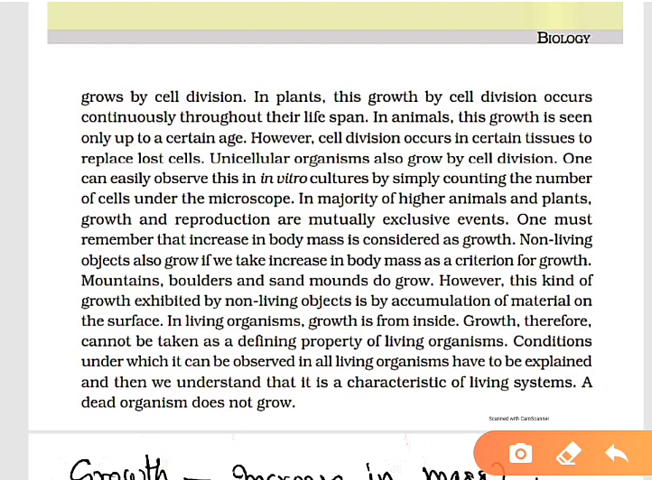 BIOLOGY
grows by cell division. In plants, this growth by cell division occurs
continuously throughout their life span. In animals, this growth is seen
only up to a certain age. However, cell division occurs in certain tissues to
replace lost cells. Unicellular organisms also grow by cell division. One
can easily observe this in in vitro cultures by simply counting the number
of cells under the microscope. In majority of higher animals and plants,
growth and reproduction are mutually exclusive events. One must
remember that increase in body mass is considered as growth. Non-living
objects also grow if we take increase in body mass as a criterion for growth.
Mountains, boulders and sand mounds do grow. However, this kind of
growth exhibited by non-living objects is by accumulation of material on
the surface. In living organisms, growth is from inside. Growth, therefore,
cannot be taken as a defining property of living organisms. Conditions
under which it can be observed in all living organisms have to be explained
and then we understand that it is a characteristic of living systems. A
dead organism does not grow.
Scanned with CamScanner
Growth – Increase in mass